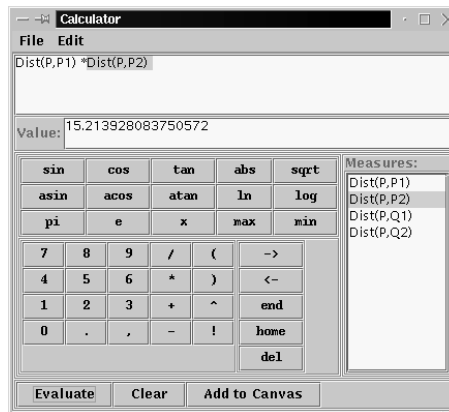 Calculator
File Edit
Dist(P,P1) *Dist(P,P2)
Value: 15.213928083750572
sin cos tan abs sqrt
asin acos atan ln log
pi e x max min
7 8 9 / ( ->
4 5 6 * ) <-
1 2 3 + ^ end
0 . , - ! home
del
Measures:
Dist(P,P1)
Dist(P,P2)
Dist(P,Q1)
Dist(P,Q2)
Evaluate Clear Add to Canvas